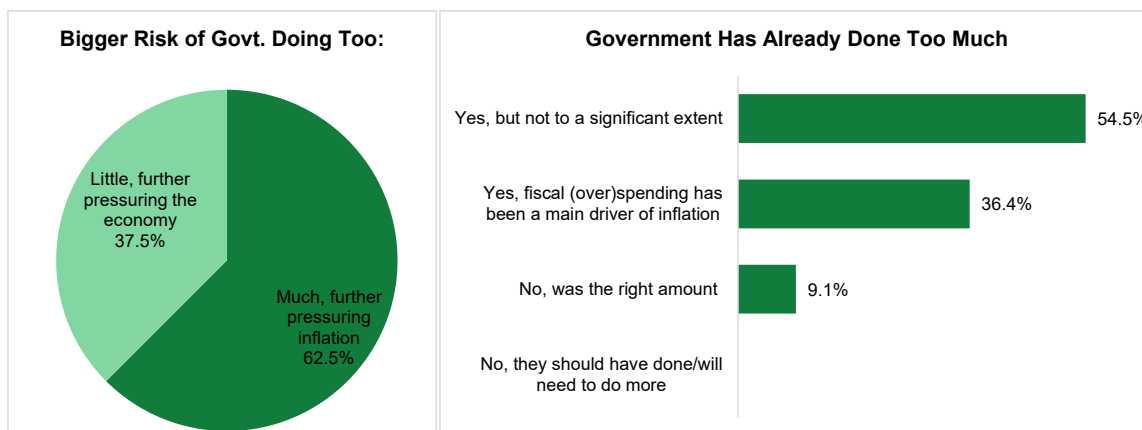 Bigger Risk of Govt. Doing Too:
Little, further
pressuring the
economy
37.5%
Much, further
pressuring
inflation
62.5%
Government Has Already Done Too Much
Yes, but not to a significant extent
54.5%
Yes, fiscal (over)spending has
been a main driver of inflation
36.4%
No, was the right amount
9.1%
No, they should have done/will
need to do more